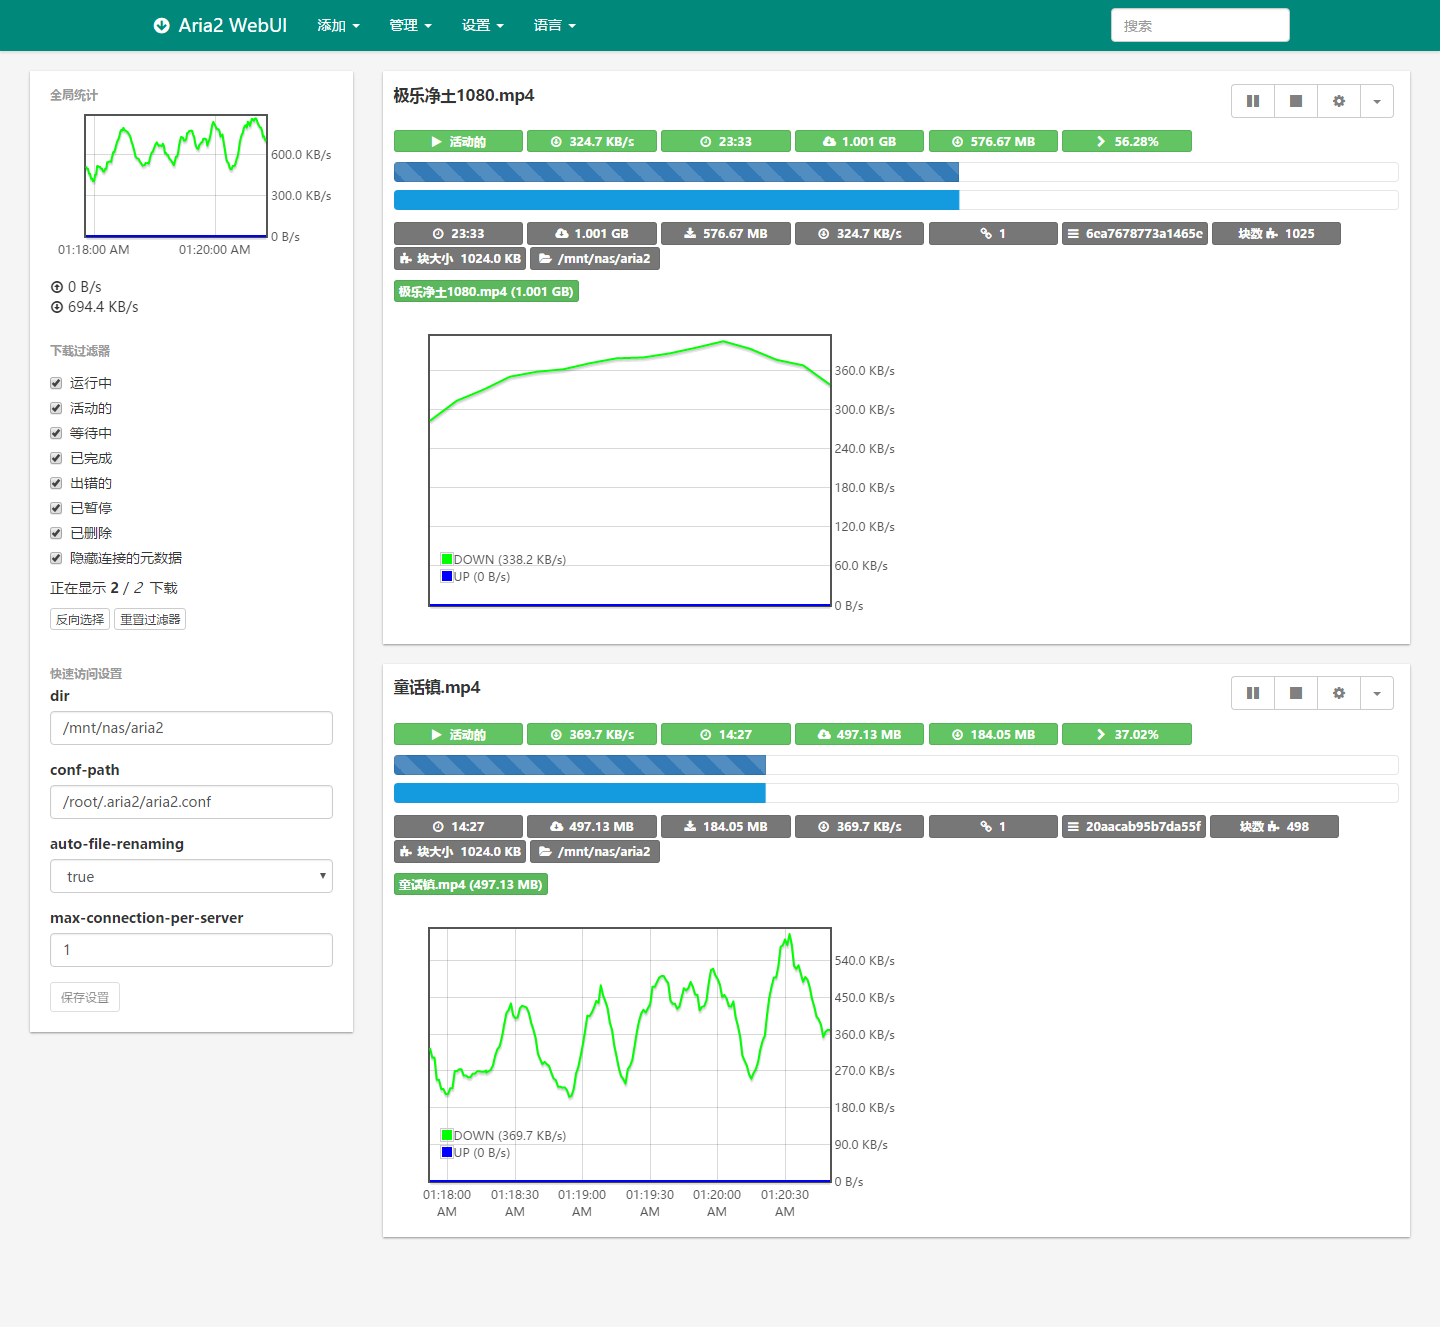 Aria2 WebUI 添加 管理 设置 语言 搜索
全局统计
600.0 KB/s
300.0 KB/s
0 B/s
01:18:00 AM 01:20:00 AM
0 B/s
694.4 KB/s
下载过滤器
运行中
活动的
等待中
已完成
出错的
已暂停
已删除
隐藏连接的元数据
正在显示 2 / 2 下载
反向选择 重置过滤器
快速访问设置
dir
/mnt/nas/aria2
conf-path
/root/.aria2/aria2.conf
auto-file-renaming
true
max-connection-per-server
1
保存设置
极乐净土1080.mp4
活动的 324.7 KB/s 23:33 1.001 GB 576.67 MB 56.28%
23:33 1.001 GB 576.67 MB 324.7 KB/s 1 6ea7678773a1465e 块数 1025
块大小 1024.0 KB /mnt/nas/aria2
极乐净土1080.mp4 (1.001 GB)
360.0 KB/s
300.0 KB/s
240.0 KB/s
180.0 KB/s
120.0 KB/s
60.0 KB/s
0 B/s
DOWN (338.2 KB/s)
UP (0 B/s)
童话镇.mp4
活动的 369.7 KB/s 14:27 497.13 MB 184.05 MB 37.02%
14:27 497.13 MB 184.05 MB 369.7 KB/s 1 20aacab95b7da55f 块数 498
块大小 1024.0 KB /mnt/nas/aria2
童话镇.mp4 (497.13 MB)
540.0 KB/s
450.0 KB/s
360.0 KB/s
270.0 KB/s
180.0 KB/s
90.0 KB/s
0 B/s
DOWN (369.7 KB/s)
UP (0 B/s)
01:18:00 01:18:30 01:19:00 01:19:30 01:20:00 01:20:30
AM AM AM AM AM AM